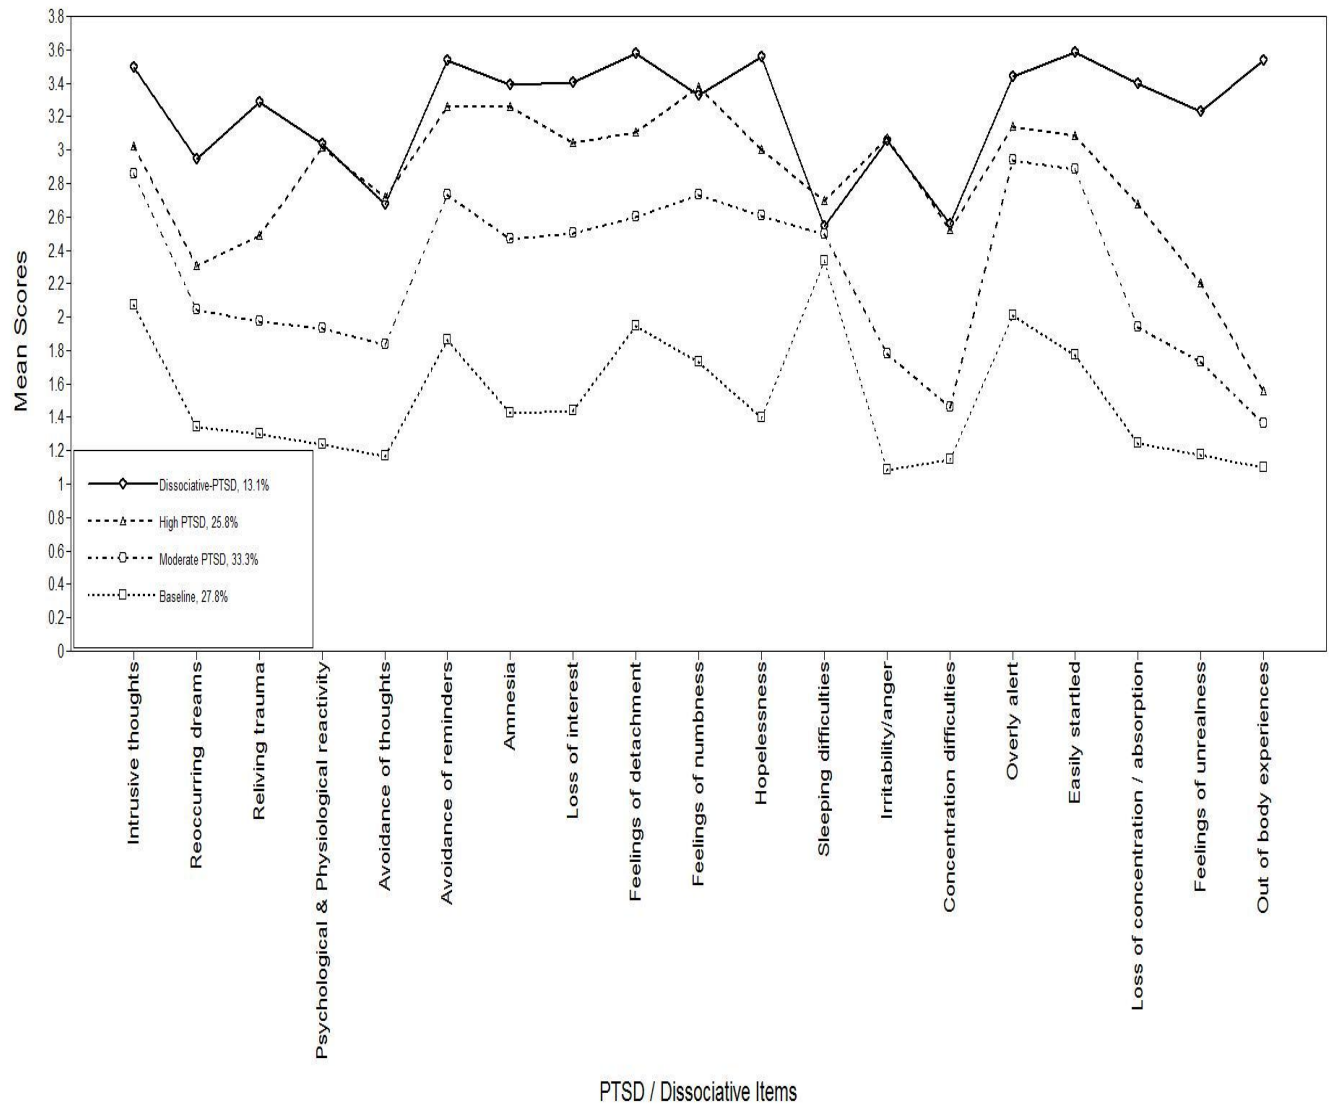 3.8
3.6
3.4
3.2
3
2.8
2.6
2.4
2.2
2
1.8
1.6
1.4
1.2
1
0.8
0.6
0.4
0.2
0
Mean Scores
Dissociative-PTSD, 13.1%
High PTSD, 25.8%
Moderate PTSD, 33.3%
Baseline, 27.8%
Intrusive thoughts
Reoccurring dreams
Reliving trauma
Psychological & Physiological reactivity
Avoidance of thoughts
Avoidance of reminders
Amnesia
Loss of interest
Feelings of detachment
Feelings of numbness
Hopelessness
Sleeping difficulties
Irritability/anger
Concentration difficulties
Overly alert
Easily startled
Loss of concentration / absorption
Feelings of unrealness
Out of body experiences
PTSD / Dissociative Items